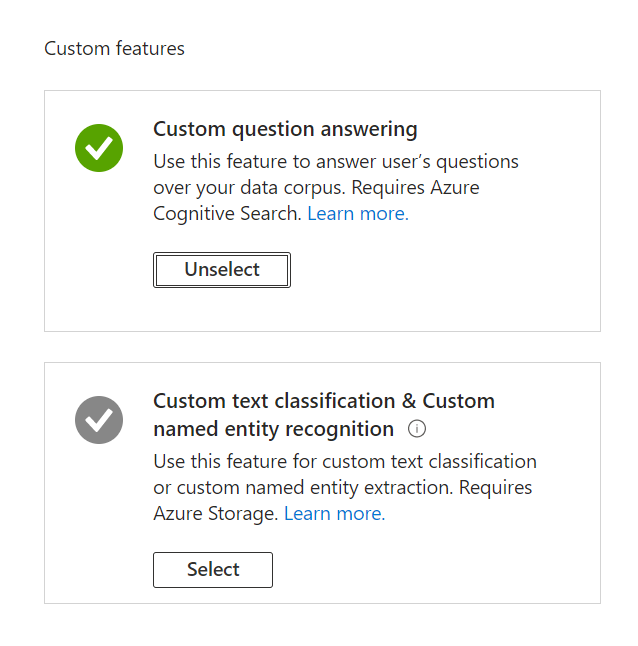 Custom features
Custom question answering
Use this feature to answer user’s questions
over your data corpus. Requires Azure
Cognitive Search. Learn more.
Unselect
Custom text classification & Custom
named entity recognition
Use this feature for custom text classification
or custom named entity extraction. Requires
Azure Storage. Learn more.
Select